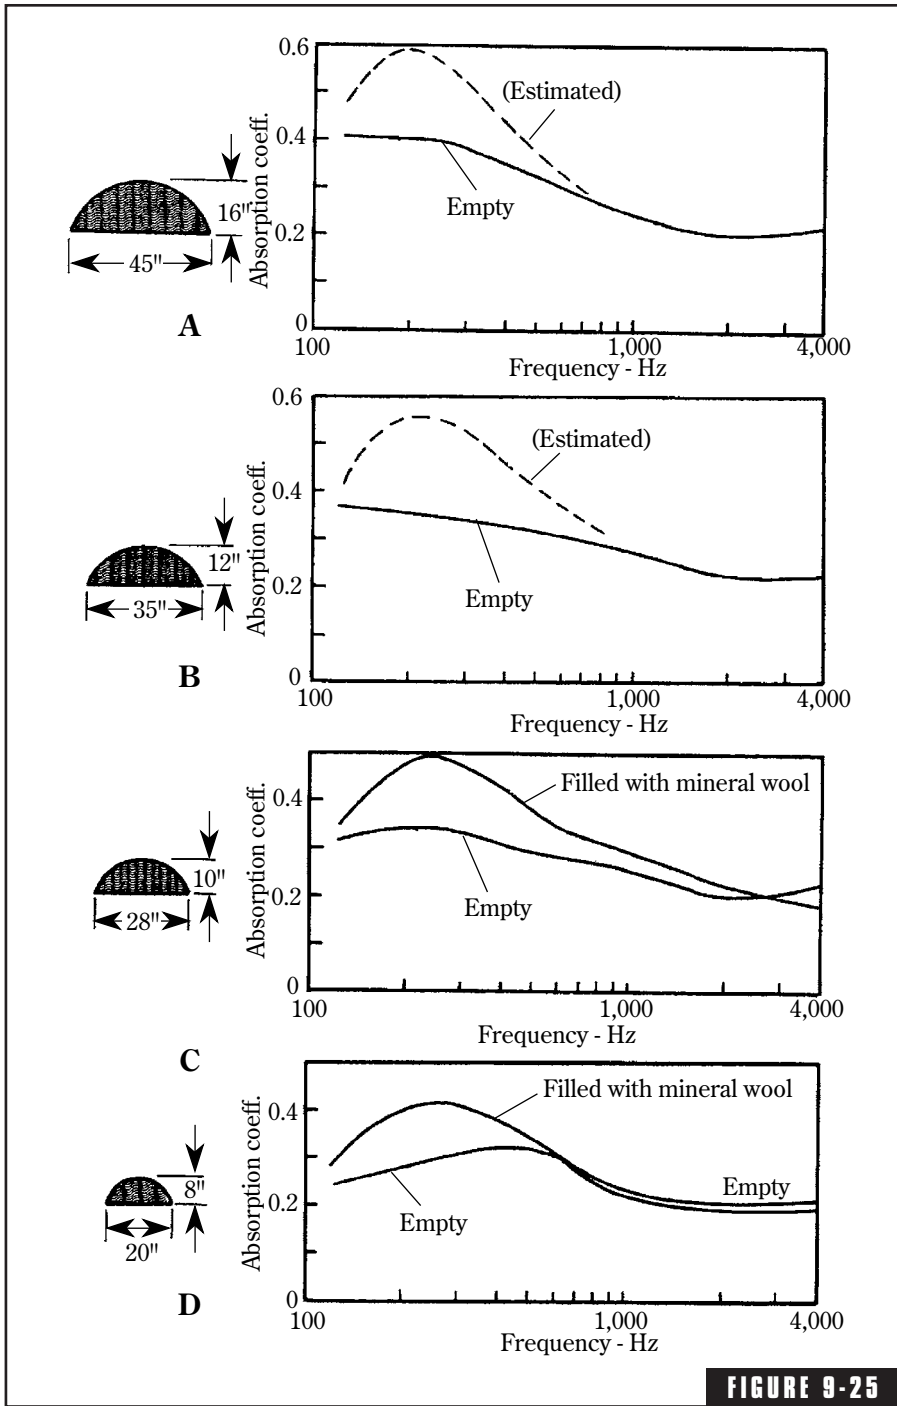 0.6
(Estimated)
0.4
Absorption coeff.
16"
Empty
45"
0.2
A
0
100
1,000
4,000
Frequency - Hz
0.6
(Estimated)
0.4
Absorption coeff.
12"
35"
0.2
Empty
B
0
100
1,000
4,000
Frequency - Hz
Filled with mineral wool
0.4
Absorption coeff.
10"
28"
0.2
Empty
0
100
1,000
4,000
Frequency - Hz
C
Filled with mineral wool
0.4
Absorption coeff.
8"
20"
0.2
Empty
Empty
D
0
100
1,000
4,000
Frequency - Hz
FIGURE 9-25